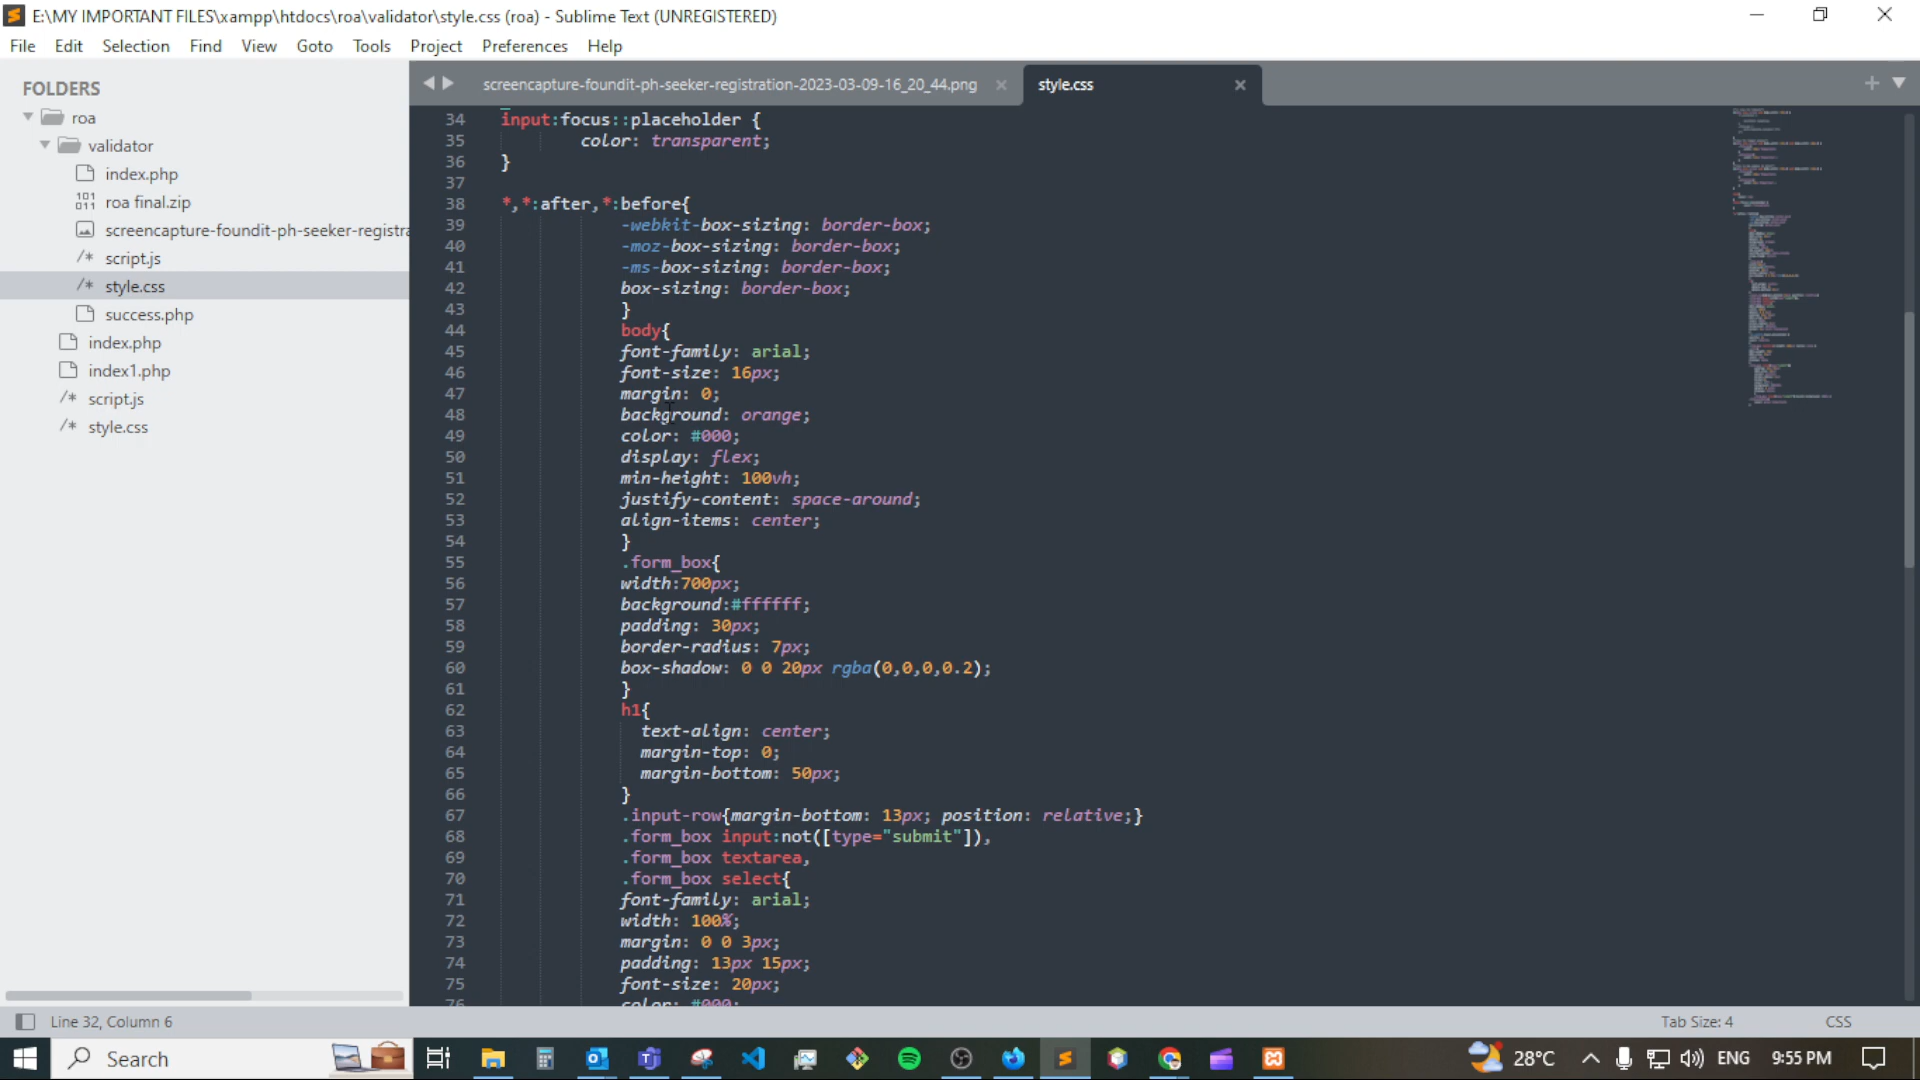 E:\MY IMPORTANT FILES\xampp\htdocs\roa\validator\style.css (roa) - Sublime Text (UNREGISTERED)
File Edit Selection Find View Goto Tools Project Preferences Help
FOLDERS
roa
validator
index.php
roa final.zip
screencapture-foundit-ph-seeker-registra
script.js
style.css
success.php
index.php
index1.php
script.js
style.css
screencapture-foundit-ph-seeker-registration-2023-03-09-16_20_44.png
style.css
34 input:focus::placeholder {
35 color: transparent;
36 }
37
38 *,*:after,*:before{
39 -webkit-box-sizing: border-box;
40 -moz-box-sizing: border-box;
41 -ms-box-sizing: border-box;
42 box-sizing: border-box;
43 }
44 body{
45 font-family: arial;
46 font-size: 16px;
47 margin: 0;
48 background: orange;
49 color: #000;
50 display: flex;
51 min-height: 100vh;
52 justify-content: space-around;
53 align-items: center;
54 }
55 .form_box{
56 width:700px;
57 background:#ffffff;
58 padding: 30px;
59 border-radius: 7px;
60 box-shadow: 0 0 20px rgba(0,0,0,0.2);
61 }
62 h1{
63 text-align: center;
64 margin-top: 0;
65 margin-bottom: 50px;
66 }
67 .input-row{margin-bottom: 13px; position: relative;}
68 .form_box input:not([type="submit"]),
69 .form_box textarea,
70 .form_box select{
71 font-family: arial;
72 width: 100%;
73 margin: 0 0 3px;
74 padding: 13px 15px;
75 font-size: 20px;
76 color: #000;
Line 32, Column 6
Tab Size: 4
CSS
Search
28°C
ENG
9:55 PM